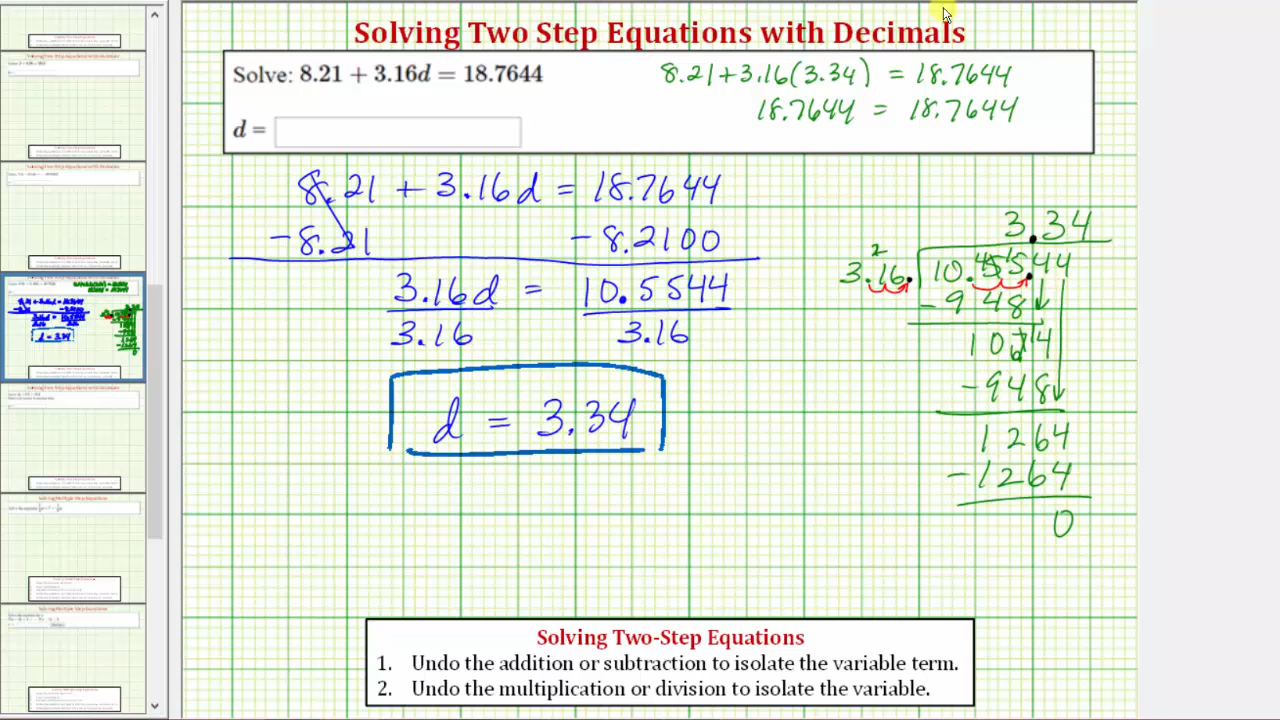 Solving Two Step Equations with Decimals
Solve: 8.21 + 3.16d = 18.7644
8.21 + 3.16(3.34) = 18.7644
18.7644 = 18.7644
d =
8.21 + 3.16d = 18.7644
-8.21 -8.2100
3.16d = 10.5544
3.16 3.16
d = 3.34
3.34
2
3.16. 10.55.44
-948
1074
-948
1264
-1264
0
Solving Two-Step Equations
1. Undo the addition or subtraction to isolate the variable term.
2. Undo the multiplication or division to isolate the variable.